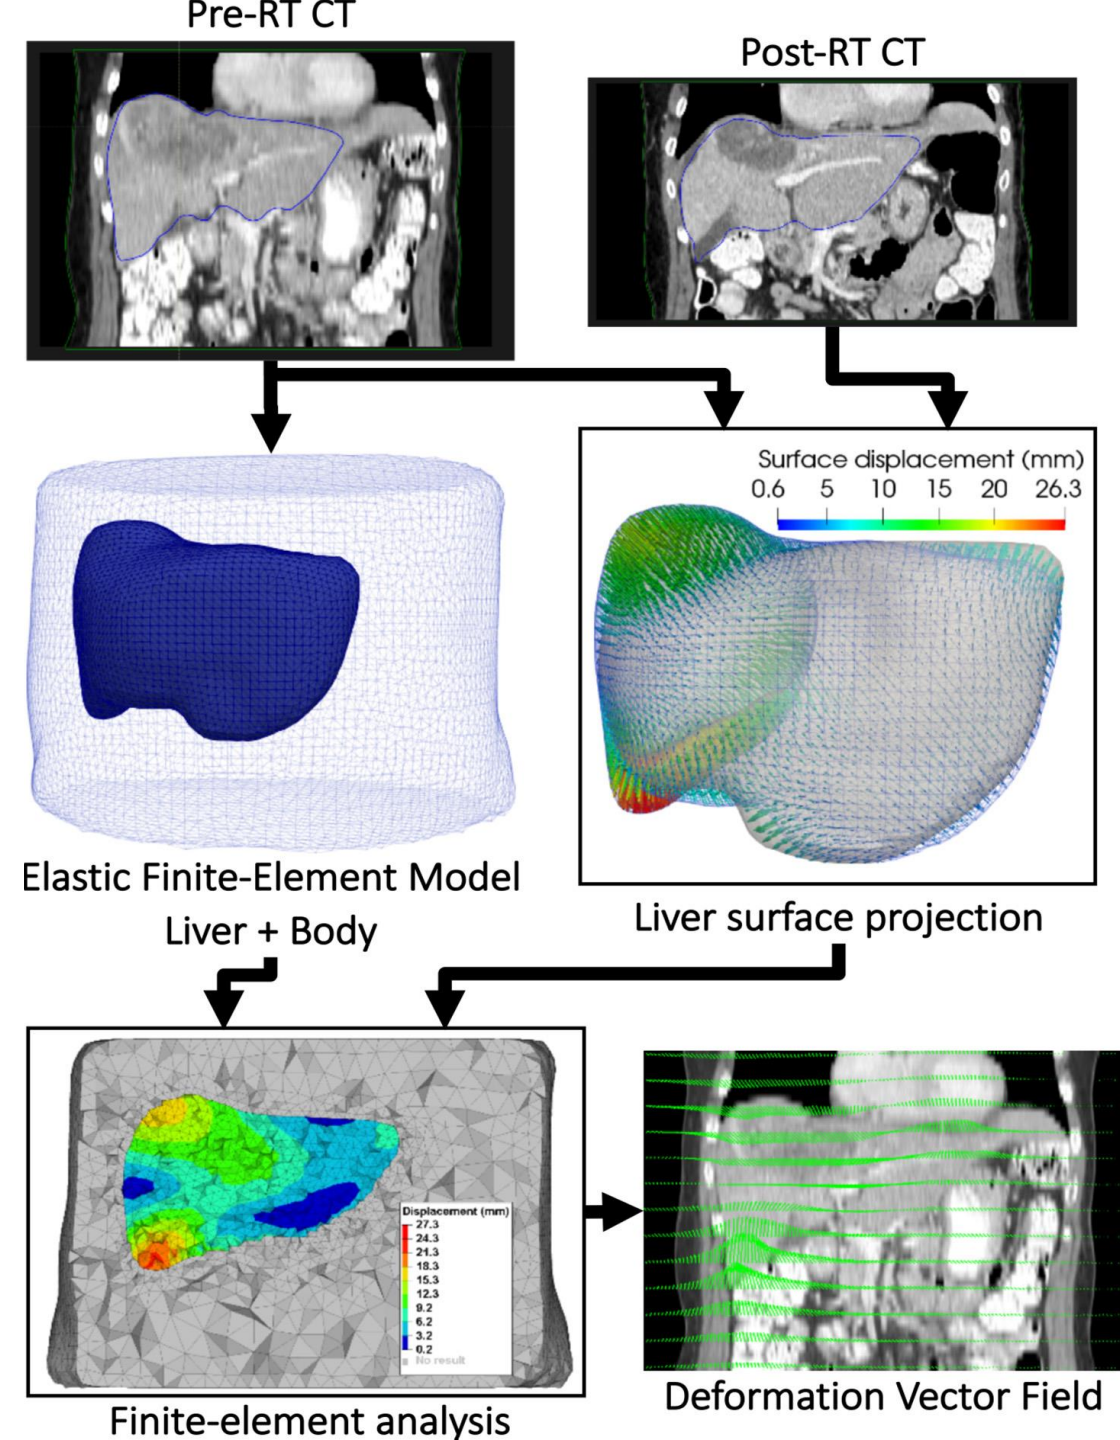 Pre-RT CT
Post-RT CT
Surface displacement (mm)
0.6 5 10 15 20 26.3
Elastic Finite-Element Model
Liver + Body
Liver surface projection
Displacement (mm)
27.3
24.3
21.3
18.3
15.3
12.3
9.2
6.2
3.2
0.2
No result
Finite-element analysis
Deformation Vector Field